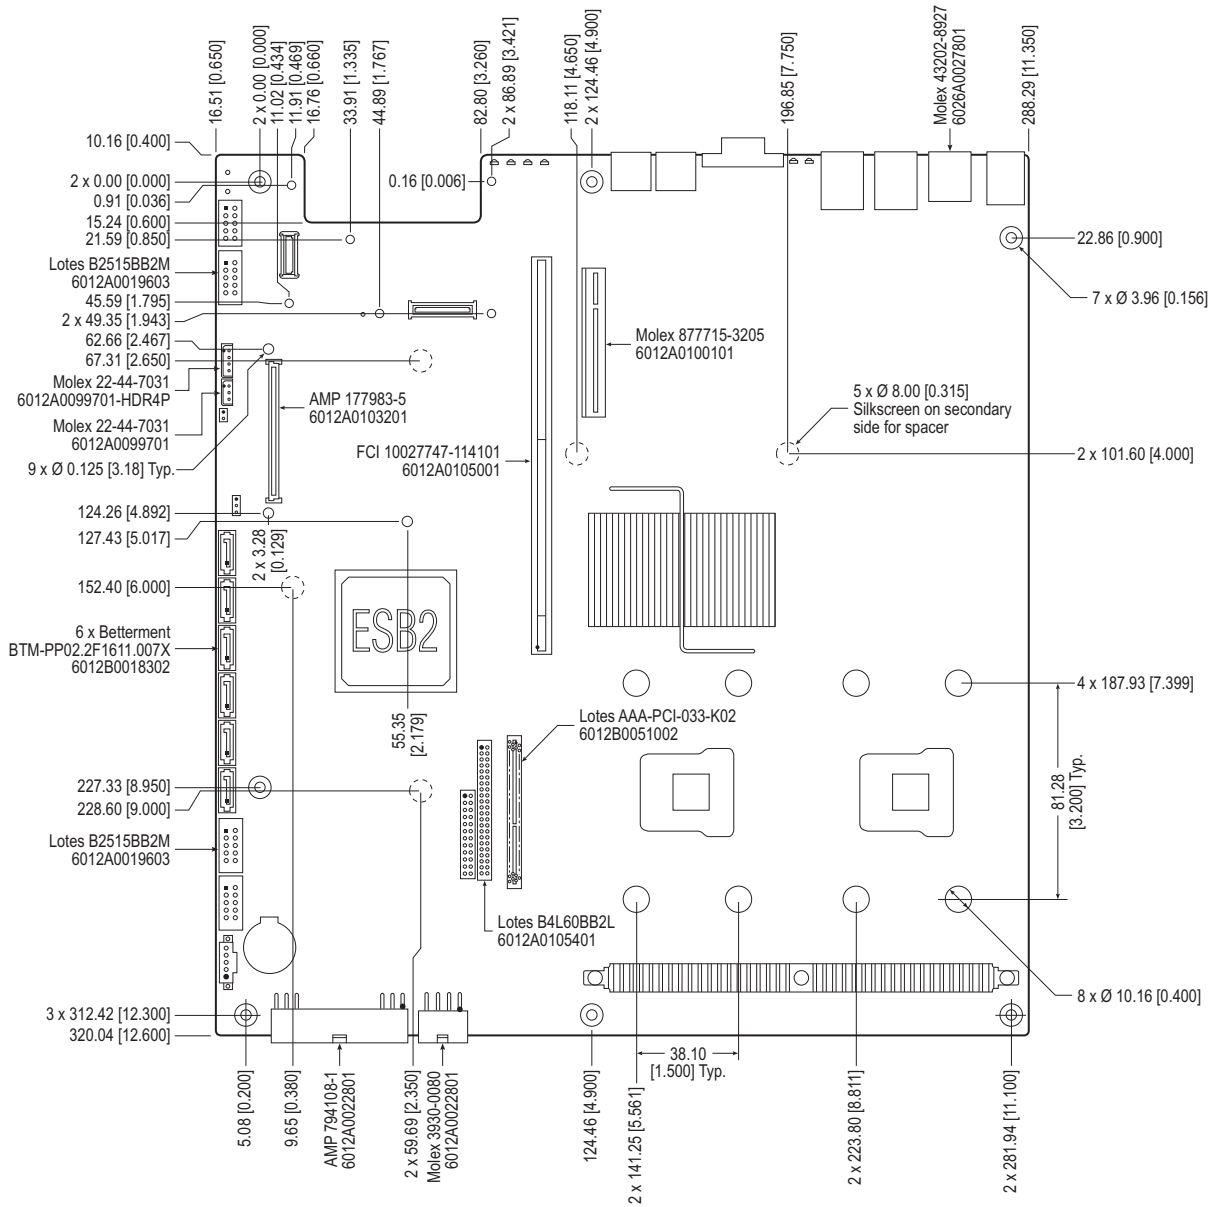 16.51 [0.650]
2 x 0.00 [0.000]
11.02 [0.434]
11.91 [0.469]
16.76 [0.660]
33.91 [1.335]
44.89 [1.767]
82.80 [3.260]
2 x 86.89 [3.421]
118.11 [4.650]
2 x 124.46 [4.900]
196.85 [7.750]
Molex 43202-8927
6026A0027801
288.29 [11.350]
10.16 [0.400]
2 x 0.00 [0.000]
0.91 [0.036]
15.24 [0.600]
21.59 [0.850]
Lotes B2515BB2M
6012A0019603
45.59 [1.795]
2 x 49.35 [1.943]
62.66 [2.467]
67.31 [2.650]
Molex 22-44-7031
6012A0099701-HDR4P
Molex 22-44-7031
6012A0099701
9 x Ø 0.125 [3.18] Typ.
124.26 [4.892]
127.43 [5.017]
152.40 [6.000]
6 x Betterment
BTM-PP02.2F1611.007X
6012B0018302
227.33 [8.950]
228.60 [9.000]
Lotes B2515BB2M
6012A0019603
3 x 312.42 [12.300]
320.04 [12.600]
0.16 [0.006]
AMP 177983-5
6012A0103201
FCI 10027747-114101
6012A0105001
Molex 877715-3205
6012A0100101
5 x Ø 8.00 [0.315]
Silkscreen on secondary
side for spacer
22.86 [0.900]
7 x Ø 3.96 [0.156]
2 x 101.60 [4.000]
2 x 3.28
[0.129]
ESB2
55.35
[2.179]
Lotes AAA-PCI-033-K02
6012B0051002
4 x 187.93 [7.399]
81.28
[3.200] Typ.
Lotes B4L60BB2L
6012A0105401
8 x Ø 10.16 [0.400]
38.10
[1.500] Typ.
5.08 [0.200]
9.65 [0.380]
AMP 794108-1
6012A0022801
2 x 59.69 [2.350]
Molex 3930-0080
6012A0022801
124.46 [4.900]
2 x 141.25 [5.561]
2 x 223.80 [8.811]
2 x 281.94 [11.100]